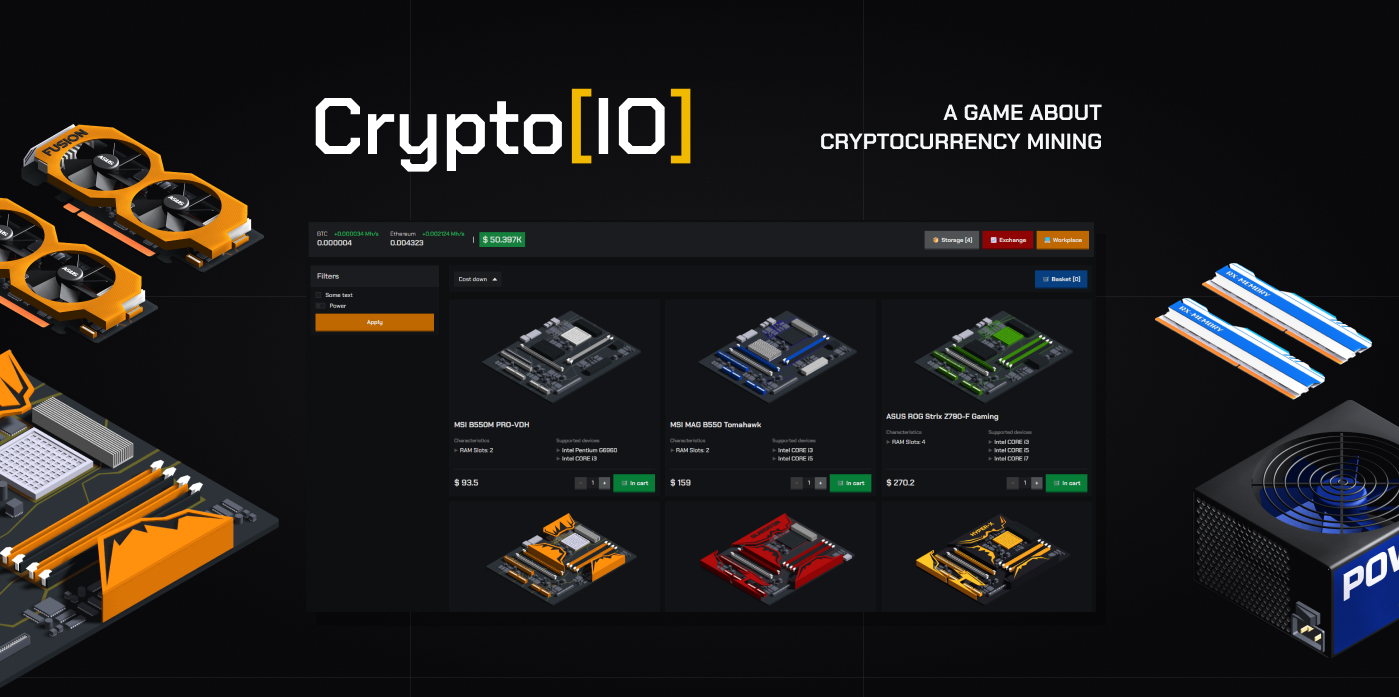 Crypto[IO]
A GAME ABOUT
CRYPTOCURRENCY MINING
FUSION
ASUS
ASUS
ASUS
BTC +0.000034 Mh/s
0.000004
Ethereum +0.002124 Mh/s
0.004323
$ 50.397K
Storage [4]
Exchange
Workplace
Filters
Some text
Power
Apply
Cost down
Basket [0]
MSI B550M PRO-VDH
Characteristics
RAM Slots: 2
Supported devices
Intel Pentium G6960
Intel CORE i3
$ 93.5
- 1 +
In cart
MSI MAG B550 Tomahawk
Characteristics
RAM Slots: 2
Supported devices
Intel CORE i3
Intel CORE i5
$ 159
- 1 +
In cart
ASUS ROG Strix Z790-F Gaming
Characteristics
RAM Slots: 4
Supported devices
Intel CORE i3
Intel CORE i5
Intel CORE i7
$ 270.2
- 1 +
In cart
HYPER-X
RX-MEMORY
RX-MEMORY
POW